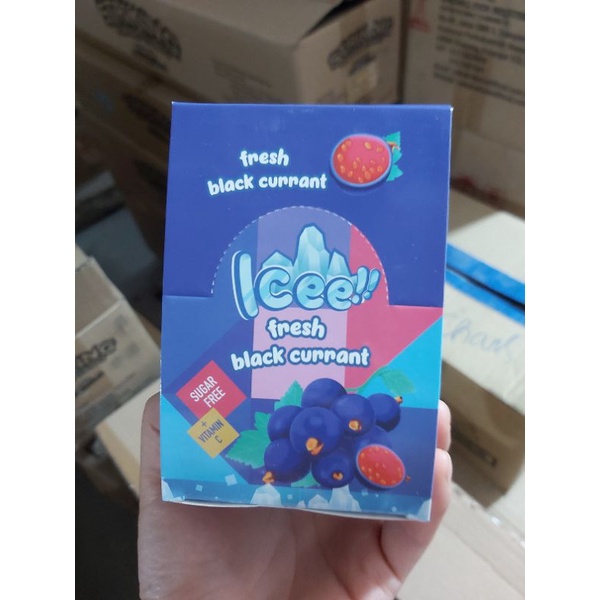 fresh
black currant
Icee!!
fresh
black currant
SUGAR
FREE
+
VITAMIN
C